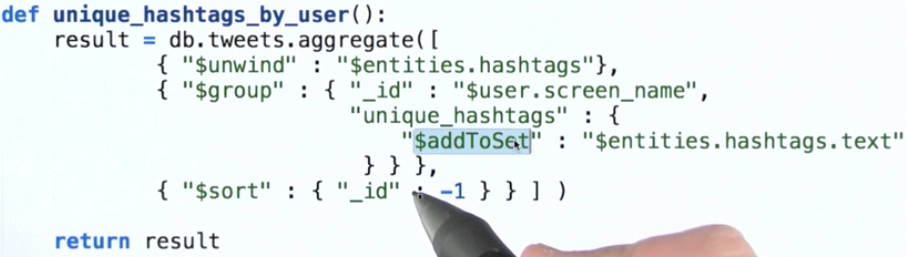 def unique_hashtags_by_user():
result = db.tweets.aggregate([
{ "$unwind" : "$entities.hashtags"},
{ "$group" : { "_id" : "$user.screen_name",
"unique_hashtags" : {
"$addToSet" : "$entities.hashtags.text"
} } },
{ "$sort" : { "_id" : -1 } } ] )
return result